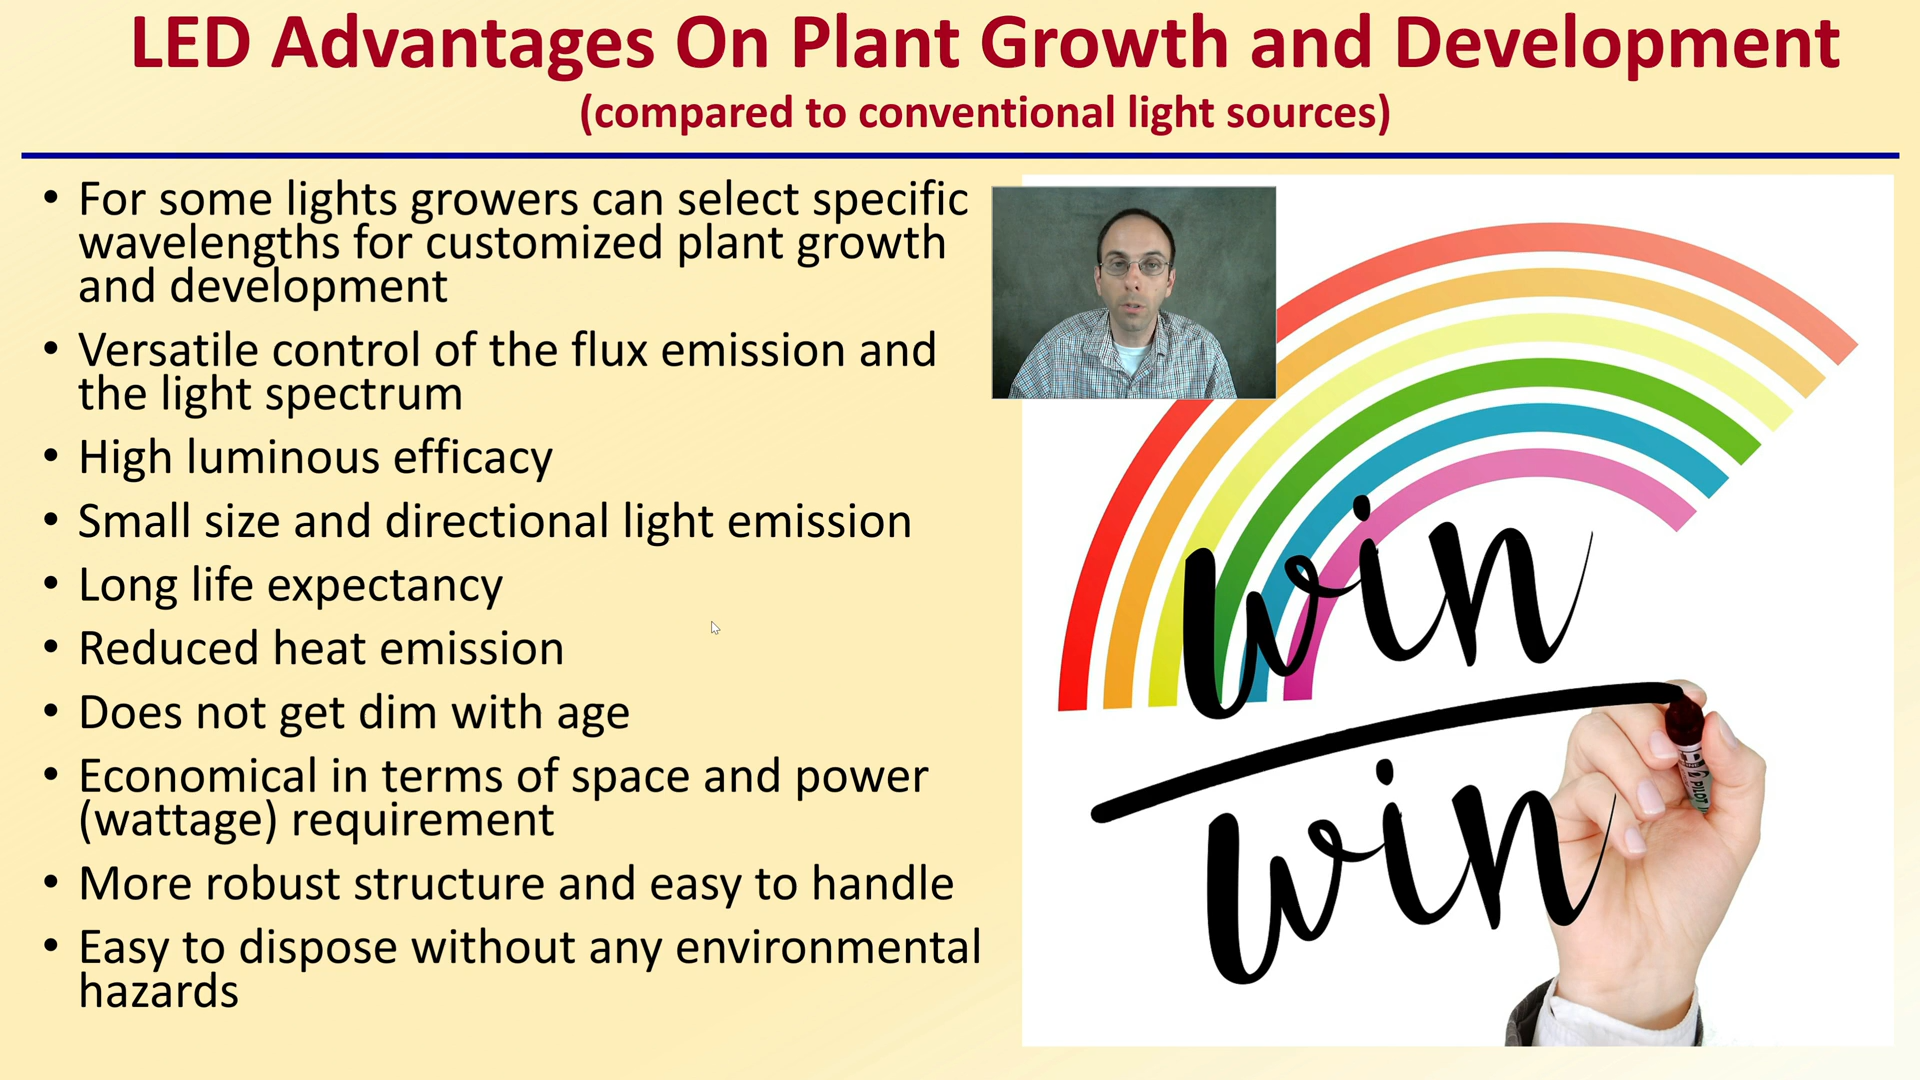 LED Advantages On Plant Growth and Development
(compared to conventional light sources)
• For some lights growers can select specific
wavelengths for customized plant growth
and development
• Versatile control of the flux emission and
the light spectrum
• High luminous efficacy
• Small size and directional light emission
• Long life expectancy
• Reduced heat emission
• Does not get dim with age
• Economical in terms of space and power
(wattage) requirement
• More robust structure and easy to handle
• Easy to dispose without any environmental
hazards
win
win
PILOT